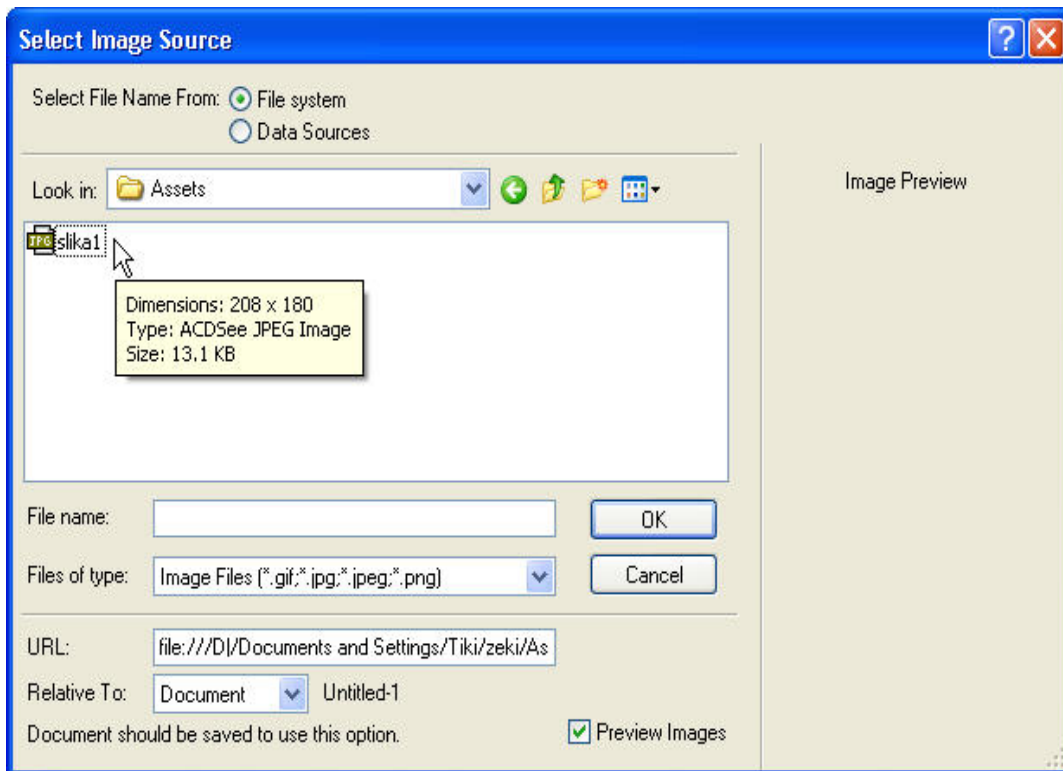 Select Image Source
Select File Name From: File system
Data Sources
Look in: Assets
Image Preview
JPG slika1
Dimensions: 208 x 180
Type: ACDSee JPEG Image
Size: 13.1 KB
File name:
OK
Files of type: Image Files (*.gif;*.jpg;*.jpeg;*.png)
Cancel
URL: file:///D|/Documents and Settings/Tiki/zeki/As
Relative To: Document Untitled-1
Document should be saved to use this option.
Preview Images